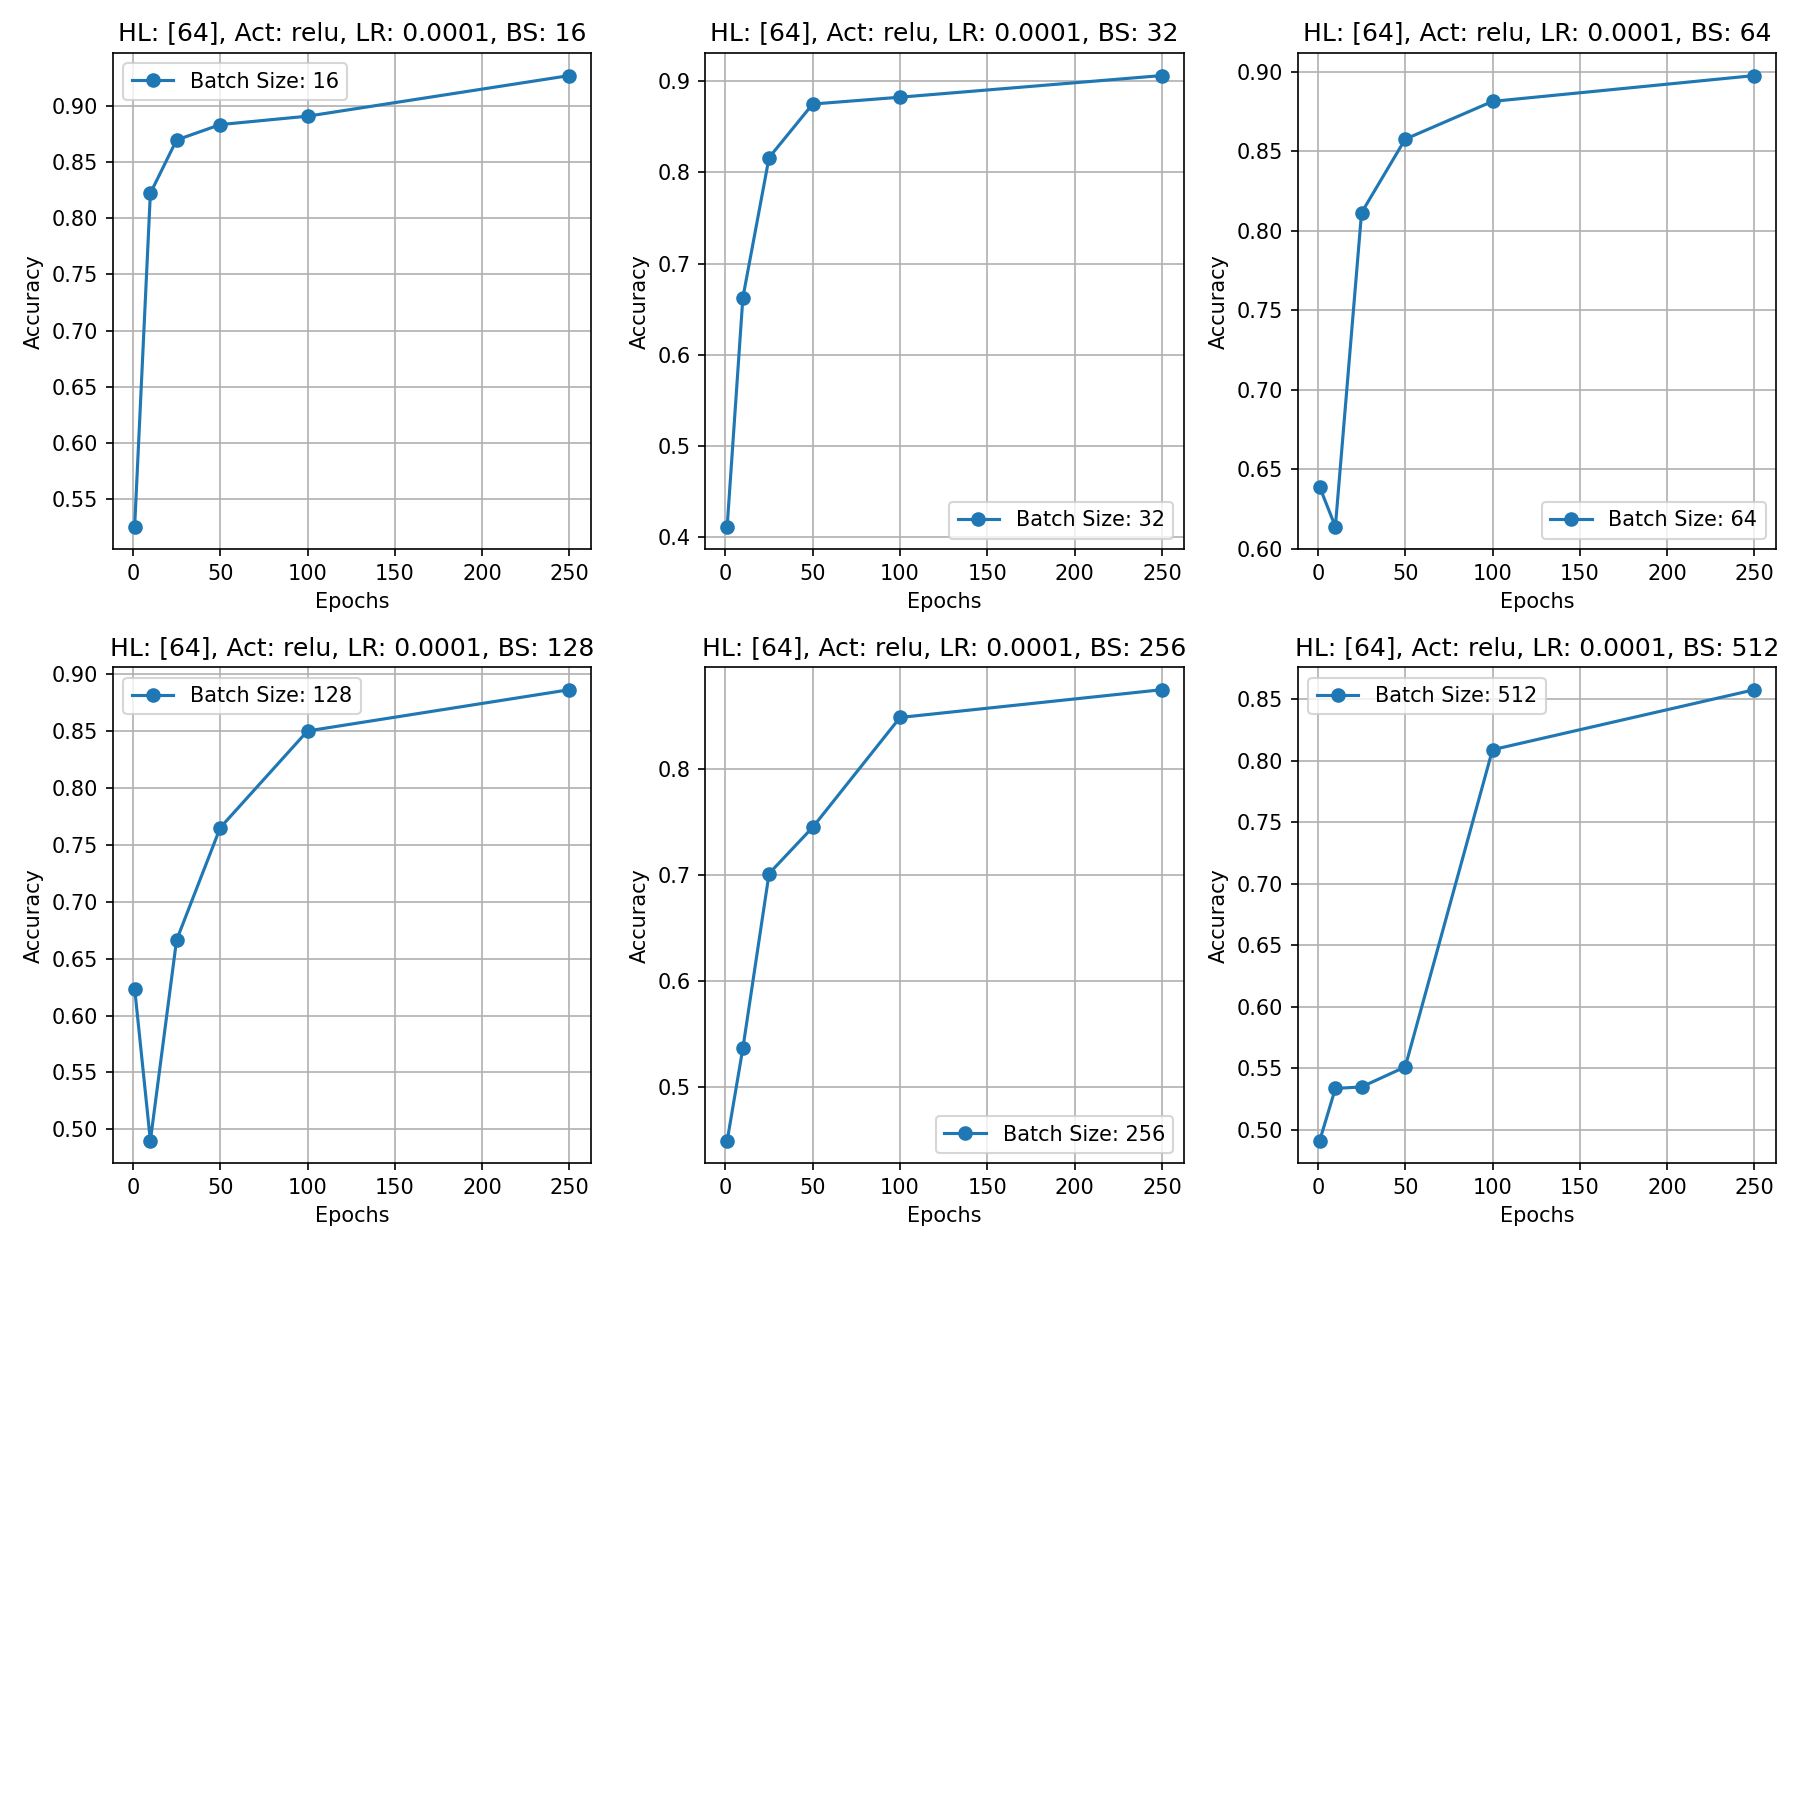 HL: [64], Act: relu, LR: 0.0001, BS: 16
Batch Size: 16
Accuracy
0.90
0.85
0.80
0.75
0.70
0.65
0.60
0.55
0 50 100 150 200 250
Epochs
HL: [64], Act: relu, LR: 0.0001, BS: 32
Accuracy
0.9
0.8
0.7
0.6
0.5
0.4
Batch Size: 32
0 50 100 150 200 250
Epochs
HL: [64], Act: relu, LR: 0.0001, BS: 64
Accuracy
0.90
0.85
0.80
0.75
0.70
0.65
0.60
Batch Size: 64
0 50 100 150 200 250
Epochs
HL: [64], Act: relu, LR: 0.0001, BS: 128
Batch Size: 128
Accuracy
0.90
0.85
0.80
0.75
0.70
0.65
0.60
0.55
0.50
0 50 100 150 200 250
Epochs
HL: [64], Act: relu, LR: 0.0001, BS: 256
Accuracy
0.8
0.7
0.6
0.5
Batch Size: 256
0 50 100 150 200 250
Epochs
HL: [64], Act: relu, LR: 0.0001, BS: 512
Batch Size: 512
Accuracy
0.85
0.80
0.75
0.70
0.65
0.60
0.55
0.50
0 50 100 150 200 250
Epochs